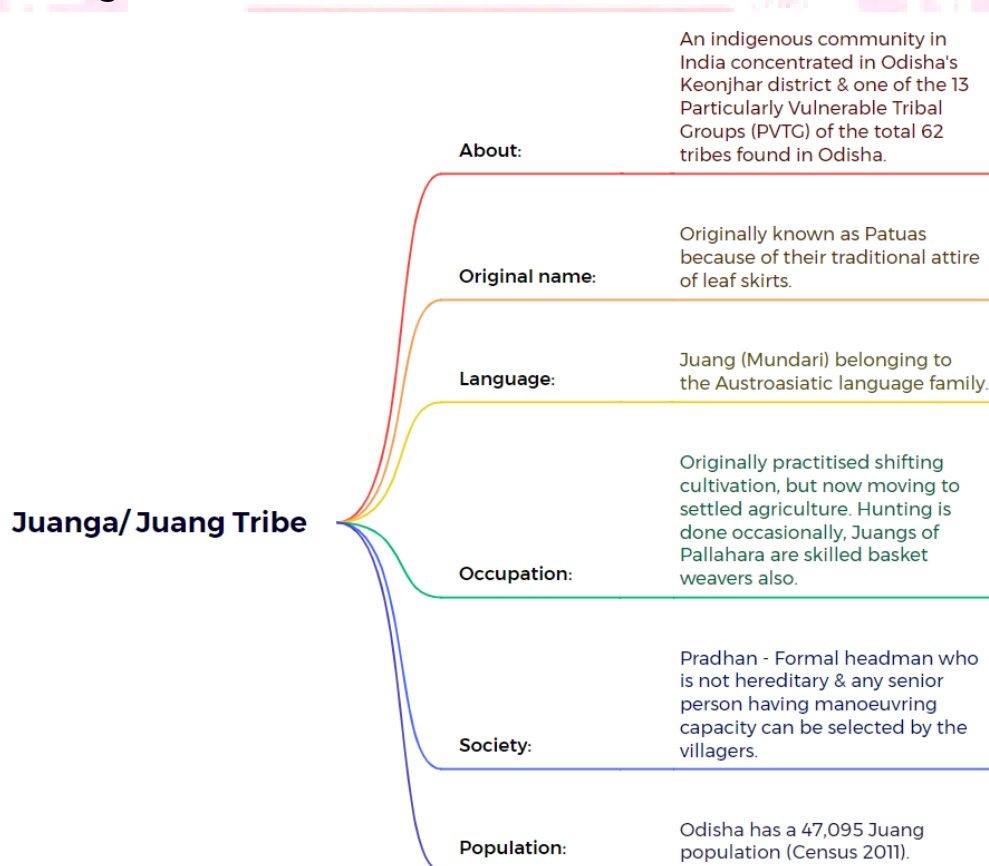 An indigenous community in
India concentrated in Odisha's
Keonjhar district & one of the 13
Particularly Vulnerable Tribal
Groups (PVTG) of the total 62
About:
tribes found in Odisha.
Originally known as Patuas
because of their traditional attire
Original name:
of leaf skirts.
Juang (Mundari) belonging to
Language:
the Austroasiatic language family.
Originally practitised shifting
cultivation, but now moving to
settled agriculture. Hunting is
Juanga/ Juang Tribe
done occasionally, Juangs of
Pallahara are skilled basket
Occupation:
weavers also.
Pradhan - Formal headman who
is not hereditary & any senior
person having manoeuvring
capacity can be selected by the
Society:
villagers.
Odisha has a 47,095 Juang
Population:
population (Census 2011).